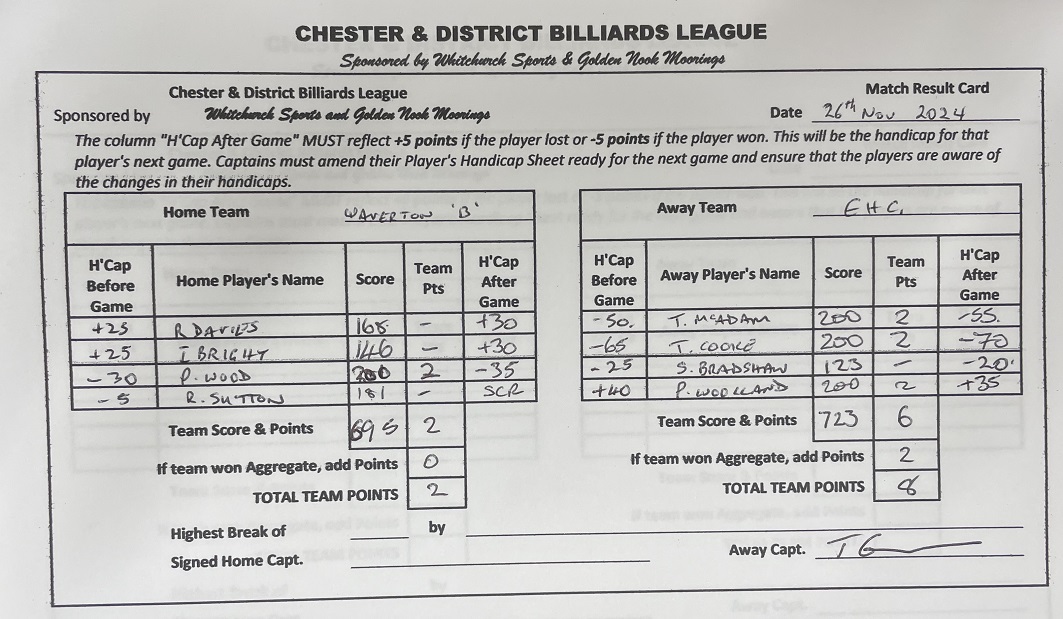 CHESTER & DISTRICT BILLIARDS LEAGUE
Sponsored by Whitchurch Sports & Golden Nook Moorings
Chester & District Billiards League
Match Result Card
Sponsored by Whitchurch Sports and Golden Nook Moorings
Date 26th Nov 2024
The column "H'Cap After Game" MUST reflect +5 points if the player lost or -5 points if the player won. This will be the handicap for that
player's next game. Captains must amend their Player's Handicap Sheet ready for the next game and ensure that the players are aware of
the changes in their handicaps.
Home Team WAVERTON 'B'
H'Cap Before Game Home Player's Name Score Team Pts H'Cap After Game
+25 R DAVIES 168 - +30
+25 I BRIGHT 146 - +30
-30 P. WOOD 200 2 -35
-5 R. SUTTON 181 - SCR
Team Score & Points 695 2
If team won Aggregate, add Points 0
TOTAL TEAM POINTS 2
Highest Break of by
Signed Home Capt.
Away Team EHC.
H'Cap Before Game Away Player's Name Score Team Pts H'Cap After Game
-50. T. McADAM 200 2 -55.
-65 T. COOKE 200 2 -70
-25 S. BRADSHAW 123 - -20
+40 P. WOOLLAND 200 2 +35
Team Score & Points 723 6
If team won Aggregate, add Points 2
TOTAL TEAM POINTS 8
Away Capt.